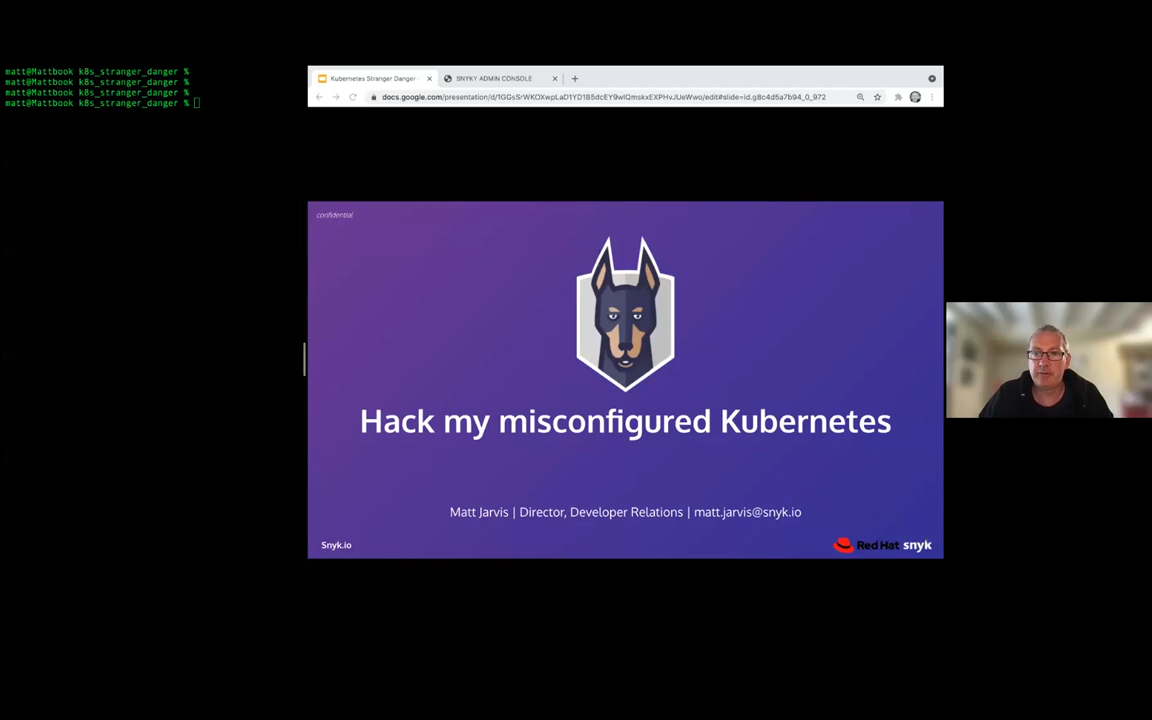 matt@Mattbook k8s_stranger_danger %
matt@Mattbook k8s_stranger_danger %
matt@Mattbook k8s_stranger_danger %
matt@Mattbook k8s_stranger_danger %
Kubernetes Stranger Danger -
SNYKY ADMIN CONSOLE
confidential
Hack my misconfigured Kubernetes
Matt Jarvis | Director, Developer Relations | matt.jarvis@snyk.io
Snyk.io
Red Hat snyk